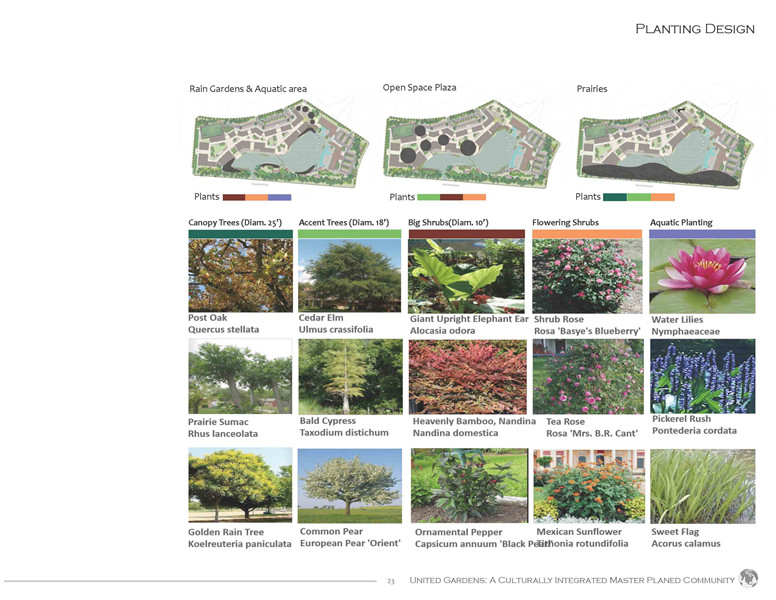 Planting Design
Rain Gardens & Aquatic area
Open Space Plaza
Prairies
Plants
Plants
Plants
Canopy Trees (Diam. 25')
Accent Trees (Diam. 18')
Big Shrubs(Diam. 10')
Flowering Shrubs
Aquatic Planting
Post Oak
Quercus stellata
Cedar Elm
Ulmus crassifolia
Giant Upright Elephant Ear
Alocasia odora
Shrub Rose
Rosa 'Basye's Blueberry'
Water Lilies
Nymphaeaceae
Prairie Sumac
Rhus lanceolata
Bald Cypress
Taxodium distichum
Heavenly Bamboo, Nandina
Nandina domestica
Tea Rose
Rosa 'Mrs. B.R. Cant'
Pickerel Rush
Pontederia cordata
Golden Rain Tree
Koelreuteria paniculata
Common Pear
European Pear 'Orient'
Ornamental Pepper
Capsicum annuum 'Black Pearl'
Mexican Sunflower
Tithonia rotundifolia
Sweet Flag
Acorus calamus
23 United Gardens: A Culturally Integrated Master Planed Community